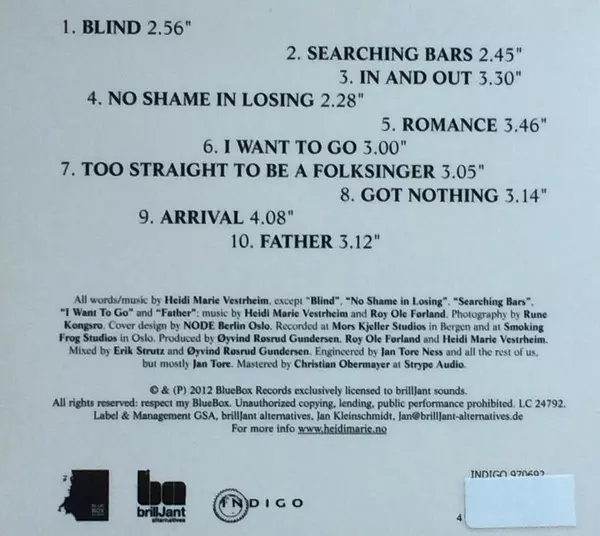 1. BLIND 2.56"
2. SEARCHING BARS 2.45"
3. IN AND OUT 3.30"
4. NO SHAME IN LOSING 2.28"
5. ROMANCE 3.46"
6. I WANT TO GO 3.00"
7. TOO STRAIGHT TO BE A FOLKSINGER 3.05"
8. GOT NOTHING 3.14"
9. ARRIVAL 4.08"
10. FATHER 3.12"
All words/music by Heidi Marie Vestrheim, except "Blind", "No Shame in Losing", "Searching Bars",
"I Want To Go" and "Father": music by Heidi Marie Vestrheim and Roy Ole Førland. Photography by Rune
Kongsro. Cover design by NODE Berlin Oslo. Recorded at Mors Kjeller Studios in Bergen and at Smoking
Frog Studios in Oslo. Produced by Øyvind Røsrud Gundersen, Roy Ole Førland and Heidi Marie Vestrheim.
Mixed by Erik Strutz and Øyvind Røsrud Gundersen. Engineered by Jan Tore Ness and all the rest of us,
but mostly Jan Tore. Mastered by Christian Obermayer at Strype Audio.
© & (P) 2012 BlueBox Records exclusively licensed to brillJant sounds.
All rights reserved: respect my BlueBox. Unauthorized copying, lending, public performance prohibited. LC 24792.
Label & Management GSA, brillJant alternatives, Jan Kleinschmidt, Jan@brillJant-alternatives.de
For more info www.heidimarie.no
INDIGO 970692
BLUE BOX
ba
brillJant
alternatives
INDIGO
4